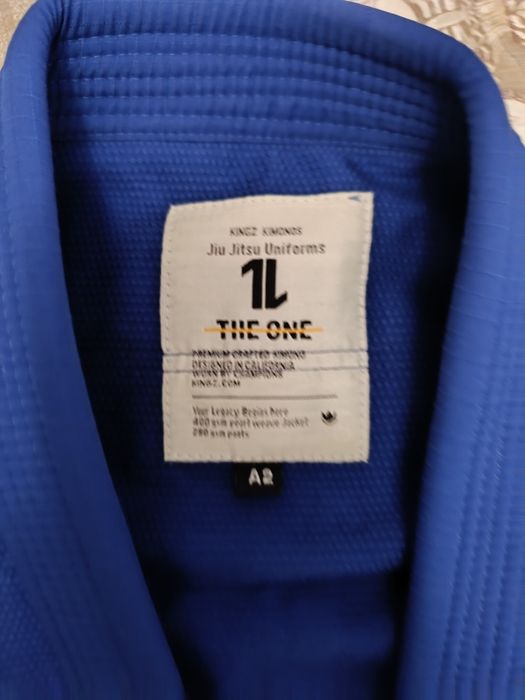 KINGZ KIMONOS
Jiu Jitsu Uniforms
THE ONE
PREMIUM CRAFTED KIMONO
DESIGNED IN CALIFORNIA
WORN BY CHAMPIONS
KINGZ.COM
Your Legacy Begins here
400 gsm pearl weave Jacket
280 gsm pants
A2